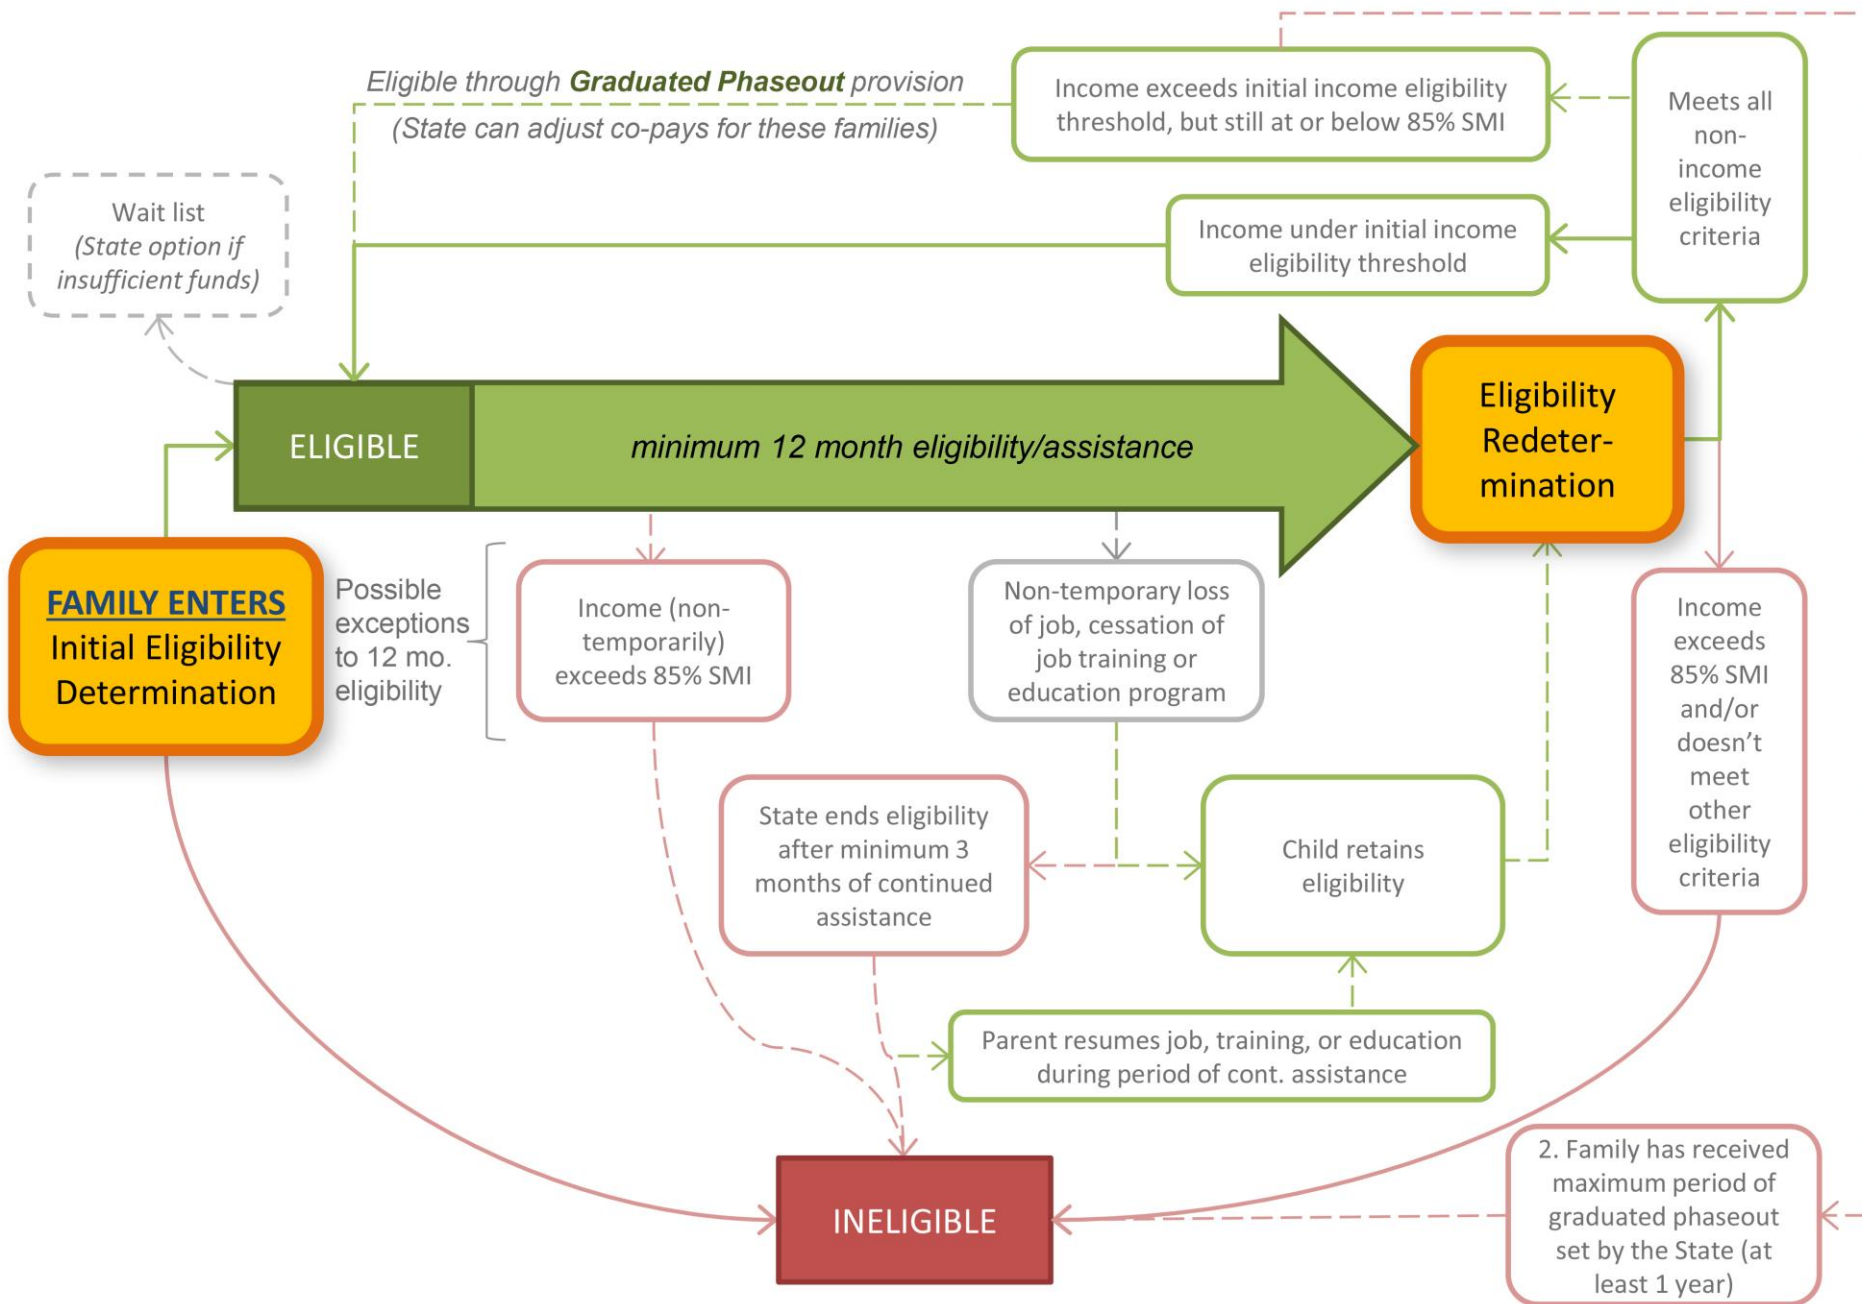 Eligible through Graduated Phaseout provision
(State can adjust co-pays for these families)
Income exceeds initial income eligibility
threshold, but still at or below 85% SMI
Meets all
non-
income
eligibility
criteria
Wait list
(State option if
insufficient funds)
Income under initial income
eligibility threshold
ELIGIBLE
minimum 12 month eligibility/assistance
Eligibility
Redeter-
mination
FAMILY ENTERS
Initial Eligibility
Determination
Possible
exceptions
to 12 mo.
eligibility
Income (non-
temporarily)
exceeds 85% SMI
Non-temporary loss
of job, cessation of
job training or
education program
Income
exceeds
85% SMI
and/or
doesn’t
meet
other
eligibility
criteria
State ends eligibility
after minimum 3
months of continued
assistance
Child retains
eligibility
Parent resumes job, training, or education
during period of cont. assistance
INELIGIBLE
2. Family has received
maximum period of
graduated phaseout
set by the State (at
least 1 year)